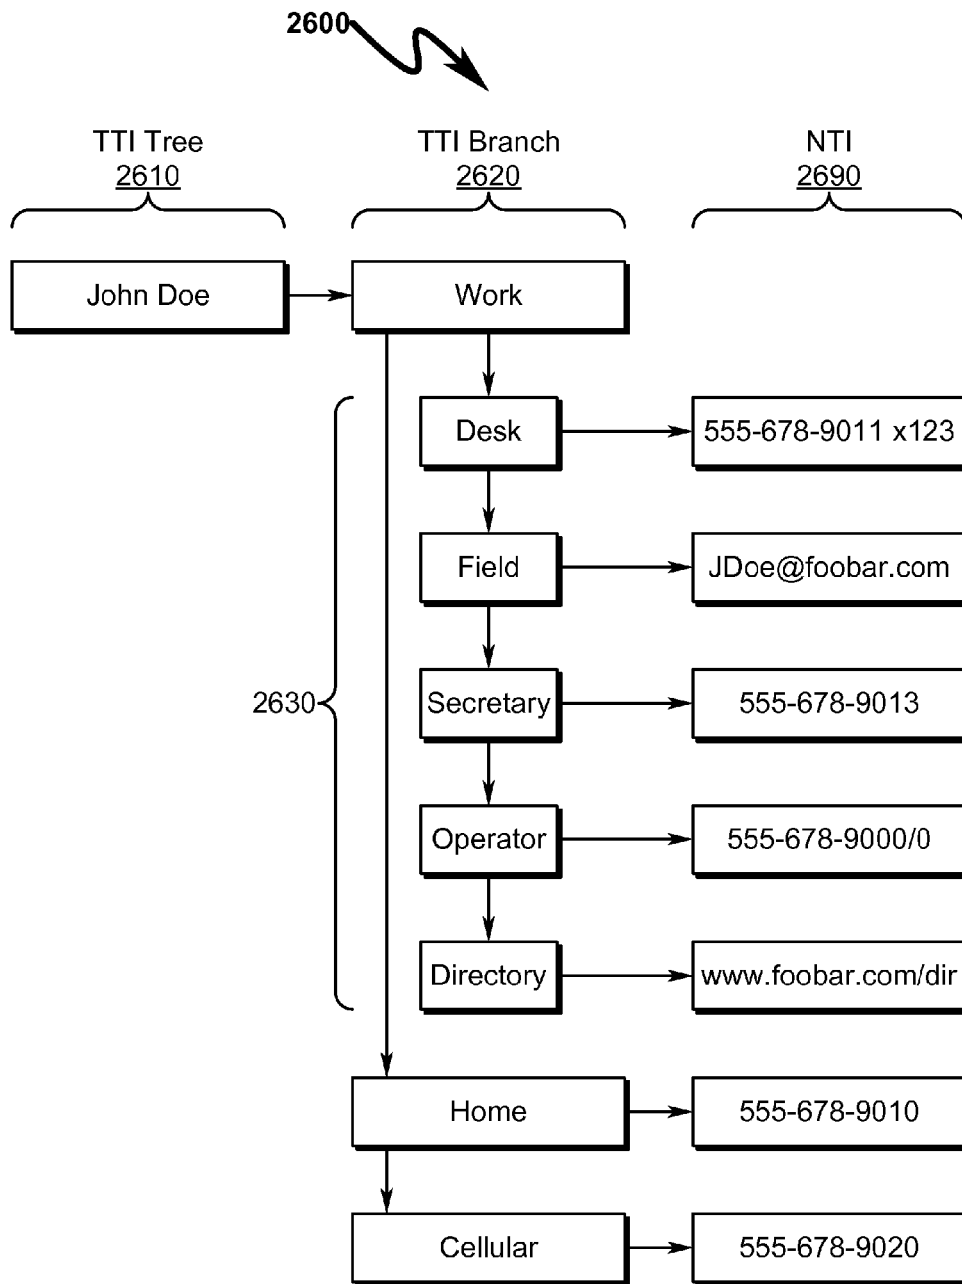 2600
TTI Tree
2610
TTI Branch
2620
NTI
2690
John Doe
Work
Desk
555-678-9011 x123
Field
JDoe@foobar.com
2630
Secretary
555-678-9013
Operator
555-678-9000/0
Directory
www.foobar.com/dir
Home
555-678-9010
Cellular
555-678-9020